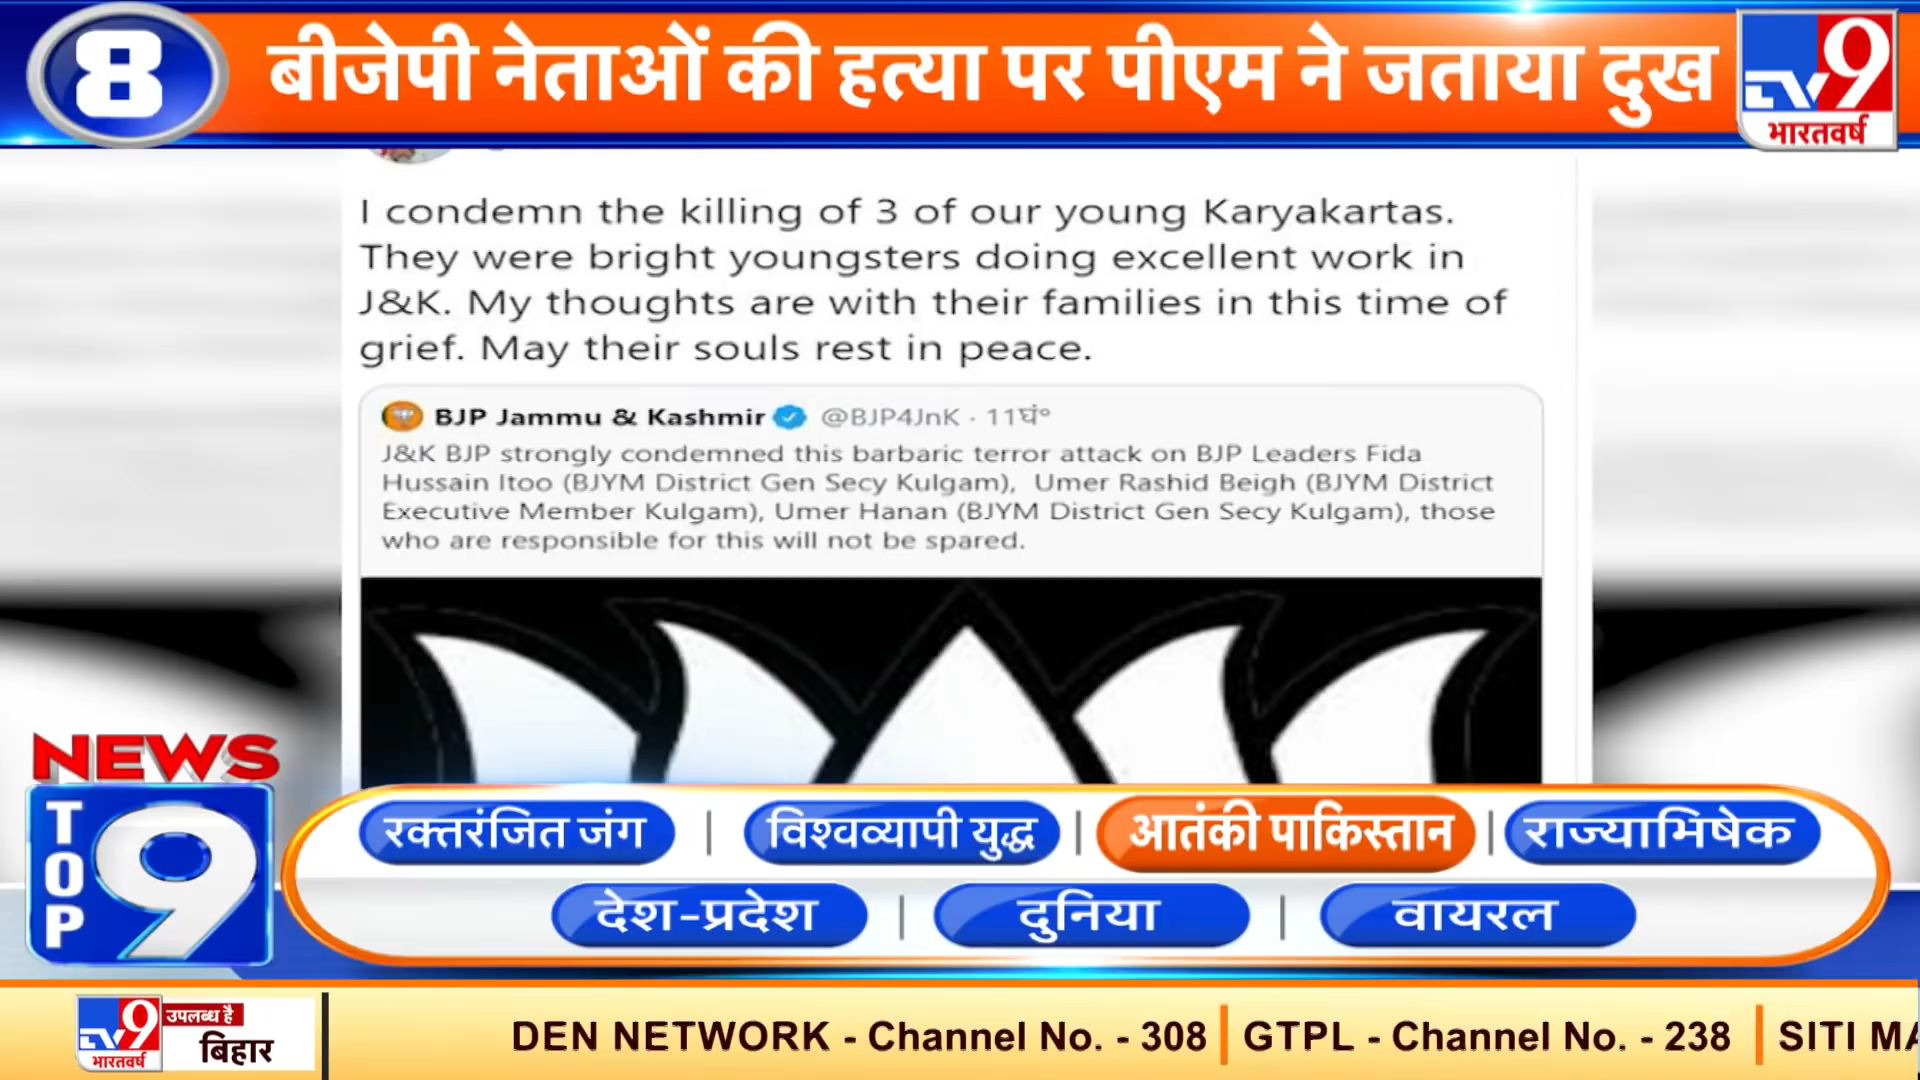 8
बीजेपी नेताओं की हत्या पर पीएम ने जताया दुख
TV9
भारतवर्ष
I condemn the killing of 3 of our young Karyakartas.
They were bright youngsters doing excellent work in
J&K. My thoughts are with their families in this time of
grief. May their souls rest in peace.
BJP Jammu & Kashmir @BJP4JnK · 11घं°
J&K BJP strongly condemned this barbaric terror attack on BJP Leaders Fida
Hussain Itoo (BJYM District Gen Secy Kulgam), Umer Rashid Beigh (BJYM District
Executive Member Kulgam), Umer Hanan (BJYM District Gen Secy Kulgam), those
who are responsible for this will not be spared.
NEWS
TOP
9
रक्तरंजित जंग | विश्वव्यापी युद्ध | आतंकी पाकिस्तान | राज्याभिषेक
देश-प्रदेश | दुनिया | वायरल
TV9
भारतवर्ष
उपलब्ध है
बिहार
DEN NETWORK - Channel No. - 308 | GTPL - Channel No. - 238 | SITI MA